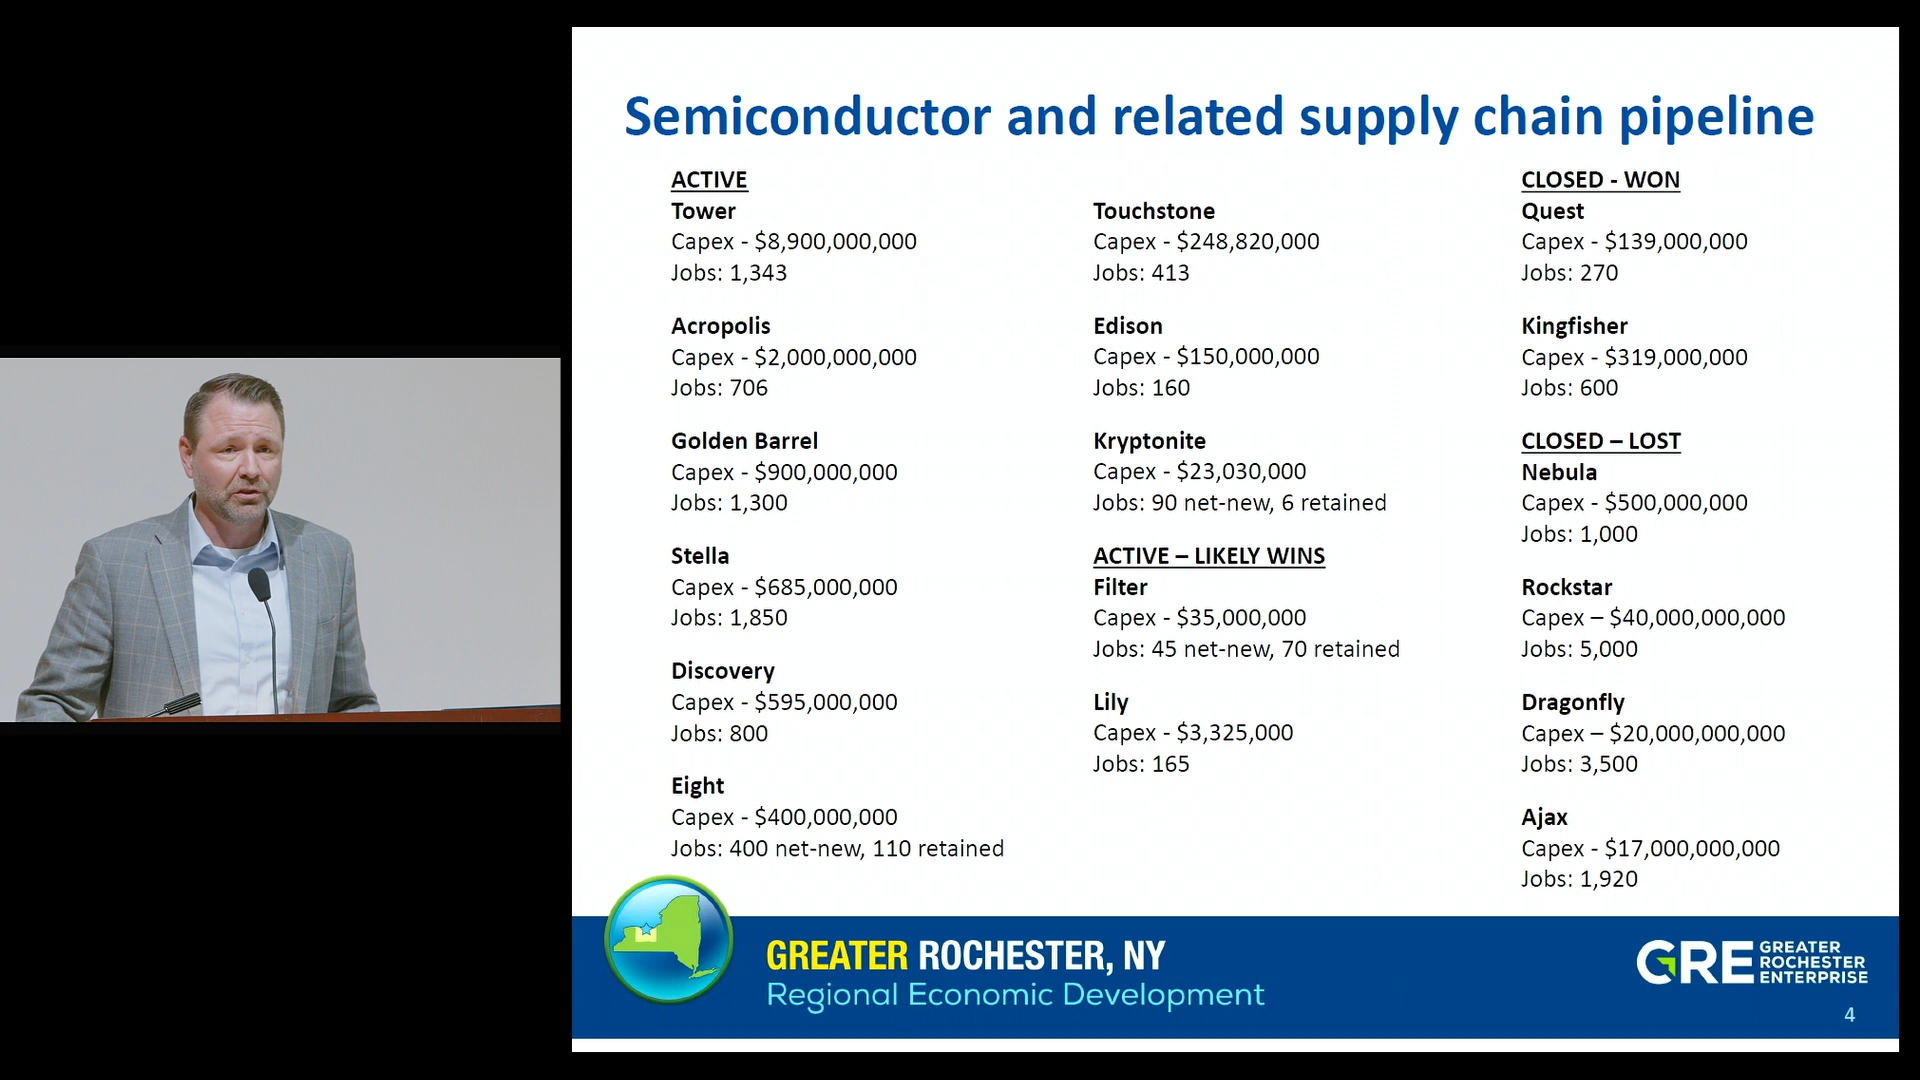 Semiconductor and related supply chain pipeline
ACTIVE
Tower
Capex - $8,900,000,000
Jobs: 1,343
Acropolis
Capex - $2,000,000,000
Jobs: 706
Golden Barrel
Capex - $900,000,000
Jobs: 1,300
Stella
Capex - $685,000,000
Jobs: 1,850
Discovery
Capex - $595,000,000
Jobs: 800
Eight
Capex - $400,000,000
Jobs: 400 net-new, 110 retained
Touchstone
Capex - $248,820,000
Jobs: 413
Edison
Capex - $150,000,000
Jobs: 160
Kryptonite
Capex - $23,030,000
Jobs: 90 net-new, 6 retained
ACTIVE – LIKELY WINS
Filter
Capex - $35,000,000
Jobs: 45 net-new, 70 retained
Lily
Capex - $3,325,000
Jobs: 165
CLOSED - WON
Quest
Capex - $139,000,000
Jobs: 270
Kingfisher
Capex - $319,000,000
Jobs: 600
CLOSED – LOST
Nebula
Capex - $500,000,000
Jobs: 1,000
Rockstar
Capex – $40,000,000,000
Jobs: 5,000
Dragonfly
Capex – $20,000,000,000
Jobs: 3,500
Ajax
Capex - $17,000,000,000
Jobs: 1,920
GREATER ROCHESTER, NY
Regional Economic Development
GRE
GREATER
ROCHESTER
ENTERPRISE
4